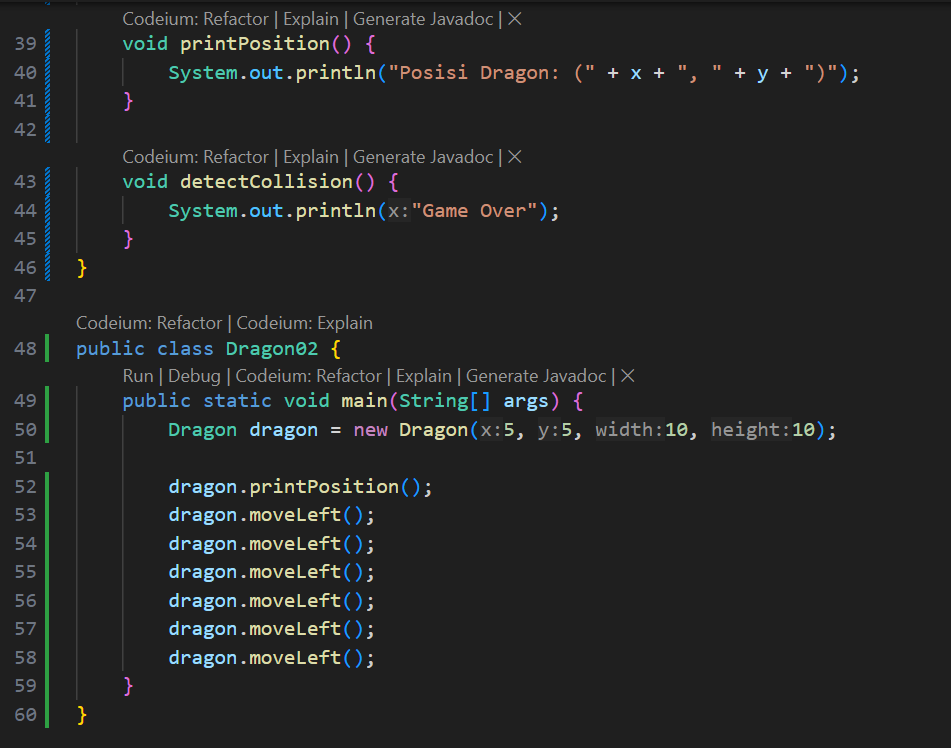 Codeium: Refactor | Explain | Generate Javadoc | ×
39 void printPosition() {
40 System.out.println("Posisi Dragon: (" + x + ", " + y + ")");
41 }
42
Codeium: Refactor | Explain | Generate Javadoc | ×
43 void detectCollision() {
44 System.out.println(x:"Game Over");
45 }
46 }
47
Codeium: Refactor | Codeium: Explain
48 public class Dragon02 {
Run | Debug | Codeium: Refactor | Explain | Generate Javadoc | ×
49 public static void main(String[] args) {
50 Dragon dragon = new Dragon(x:5, y:5, width:10, height:10);
51
52 dragon.printPosition();
53 dragon.moveLeft();
54 dragon.moveLeft();
55 dragon.moveLeft();
56 dragon.moveLeft();
57 dragon.moveLeft();
58 dragon.moveLeft();
59 }
60 }